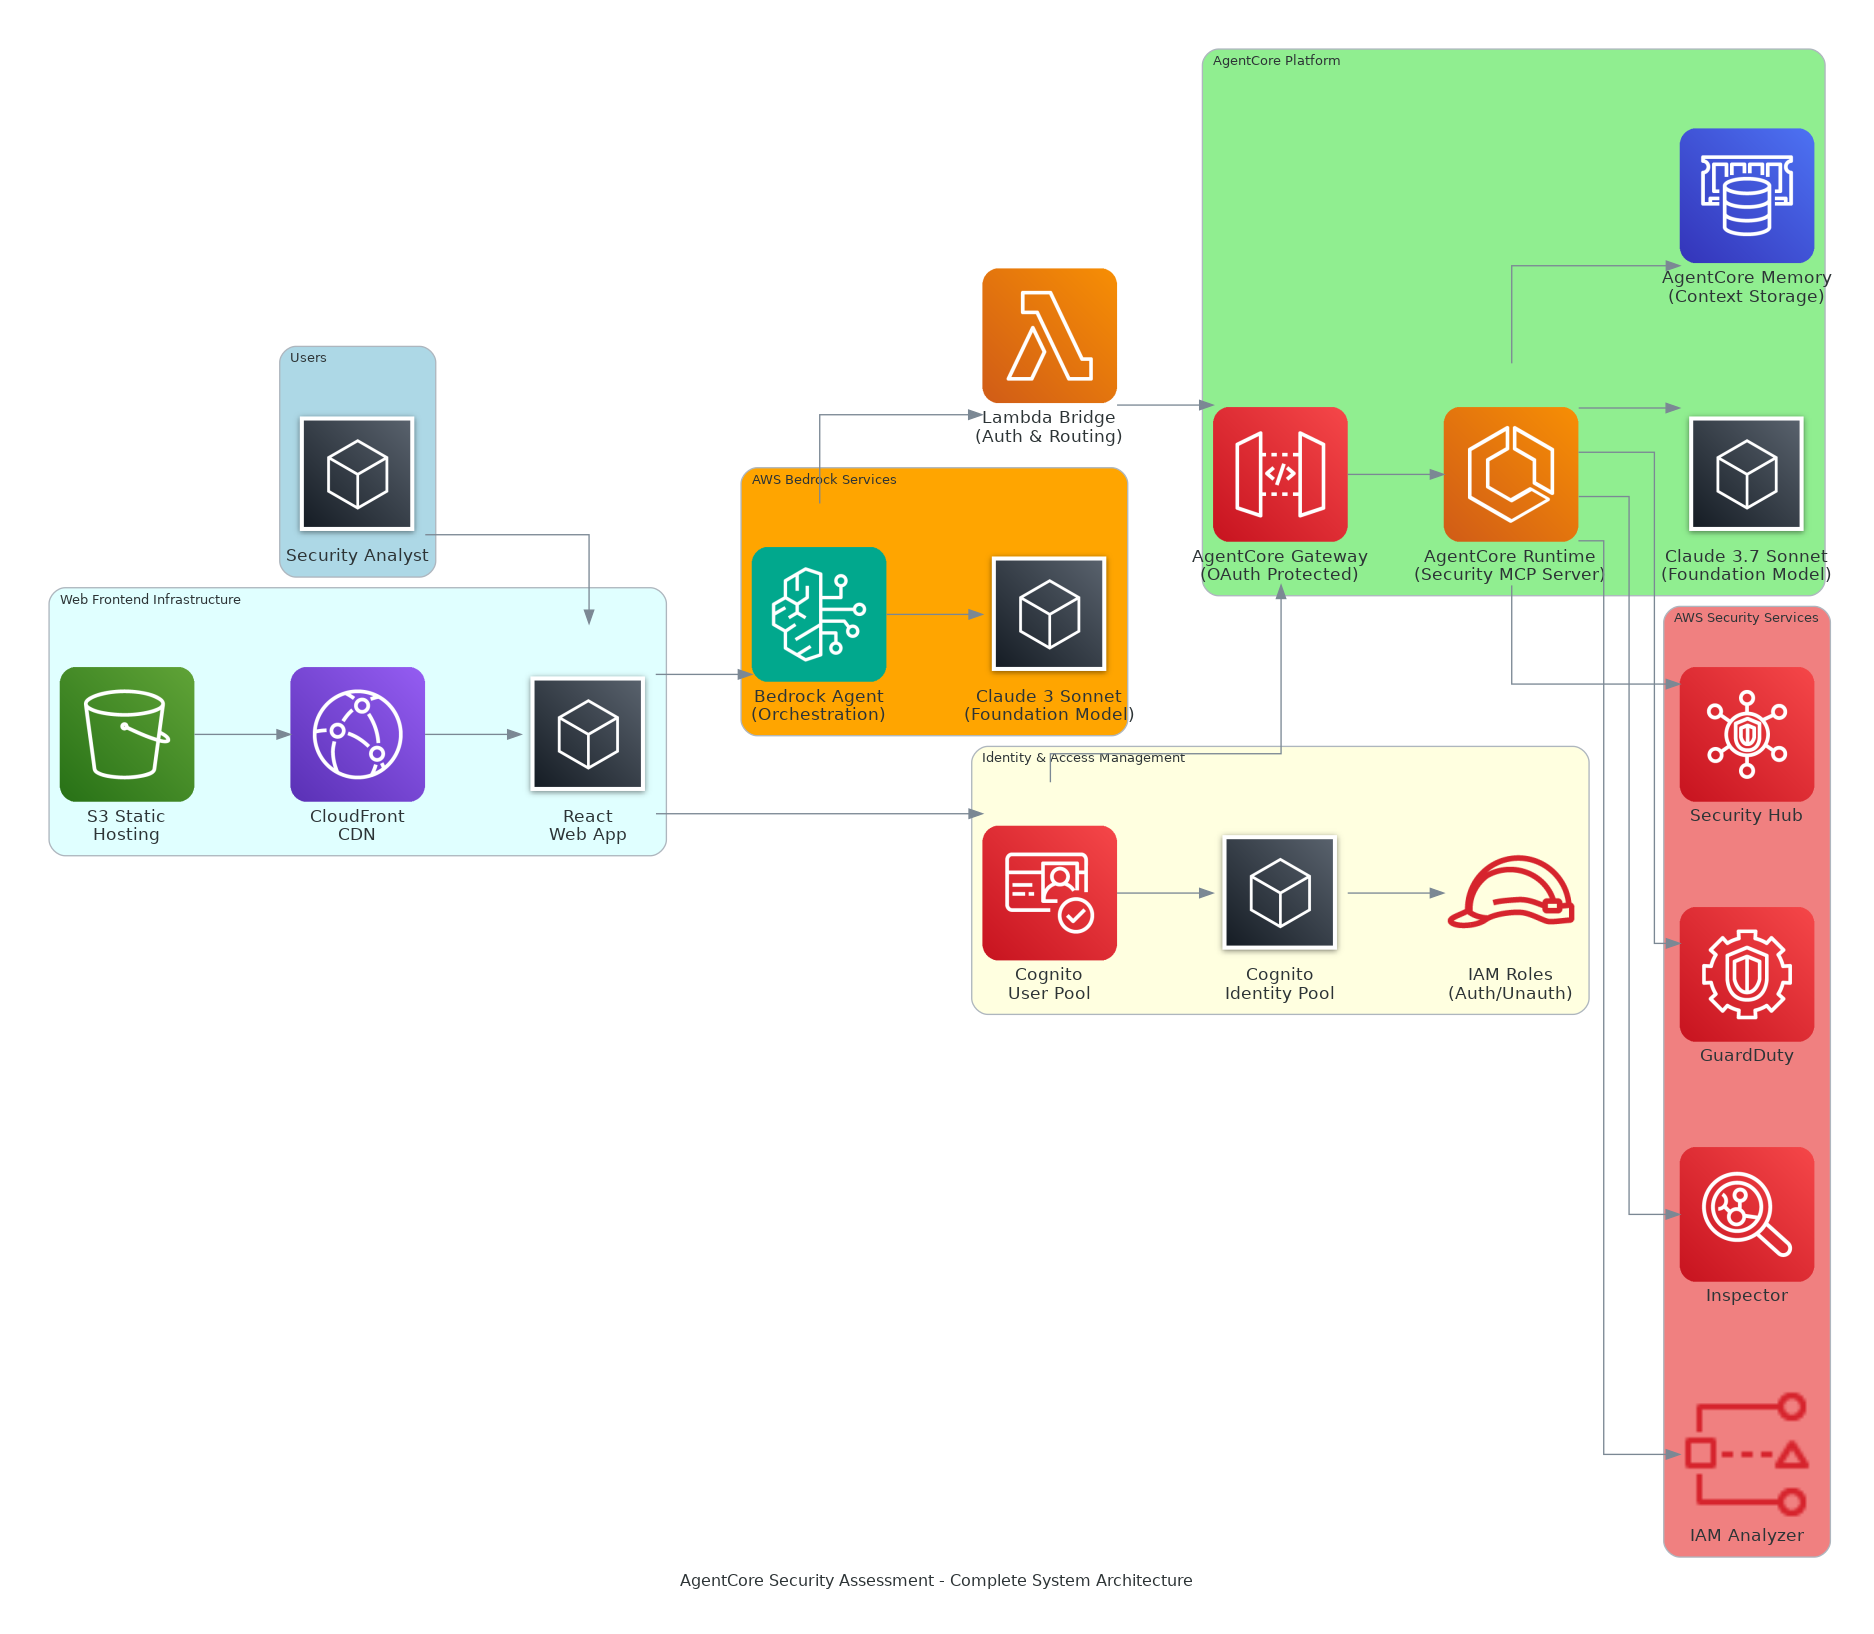 AgentCore Platform
AgentCore Memory
(Context Storage)
Users
Security Analyst
Lambda Bridge
(Auth & Routing)
AWS Bedrock Services
AgentCore Gateway
(OAuth Protected)
AgentCore Runtime
(Security MCP Server)
Claude 3.7 Sonnet
(Foundation Model)
Web Frontend Infrastructure
S3 Static
Hosting
CloudFront
CDN
React
Web App
Bedrock Agent
(Orchestration)
Claude 3 Sonnet
(Foundation Model)
Identity & Access Management
Cognito
User Pool
Cognito
Identity Pool
IAM Roles
(Auth/Unauth)
AWS Security Services
Security Hub
GuardDuty
Inspector
IAM Analyzer
AgentCore Security Assessment - Complete System Architecture